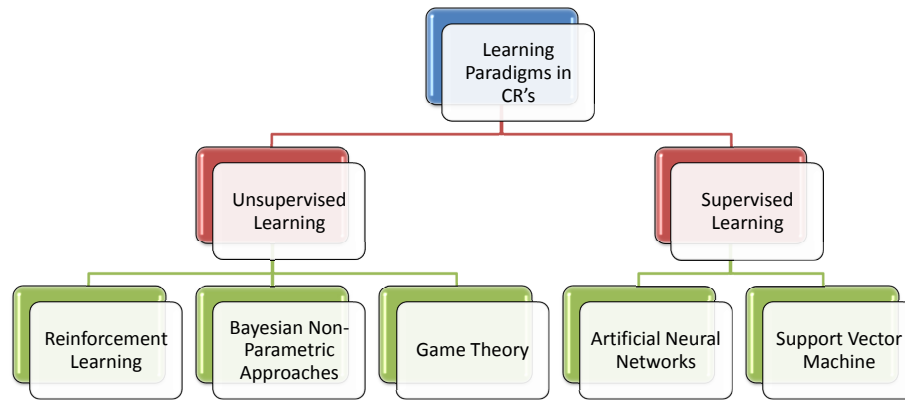 Learning
Paradigms in
CR's
Unsupervised
Learning
Supervised
Learning
Reinforcement
Learning
Bayesian Non-
Parametric
Approaches
Game Theory
Artificial Neural
Networks
Support Vector
Machine